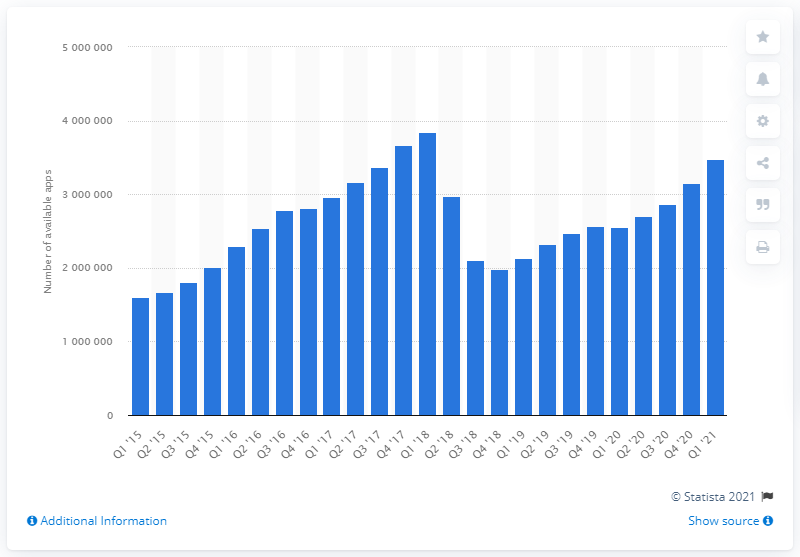 5 000 000
4 000 000
3 000 000
2 000 000
1 000 000
0
Number of available apps
Q1 '15
Q2 '15
Q3 '15
Q4 '15
Q1 '16
Q2 '16
Q3 '16
Q4 '16
Q1 '17
Q2 '17
Q3 '17
Q4 '17
Q1 '18
Q2 '18
Q3 '18
Q4 '18
Q1 '19
Q2 '19
Q3 '19
Q4 '19
Q1 '20
Q2 '20
Q3 '20
Q4 '20
Q1 '21
© Statista 2021
Additional Information
Show source